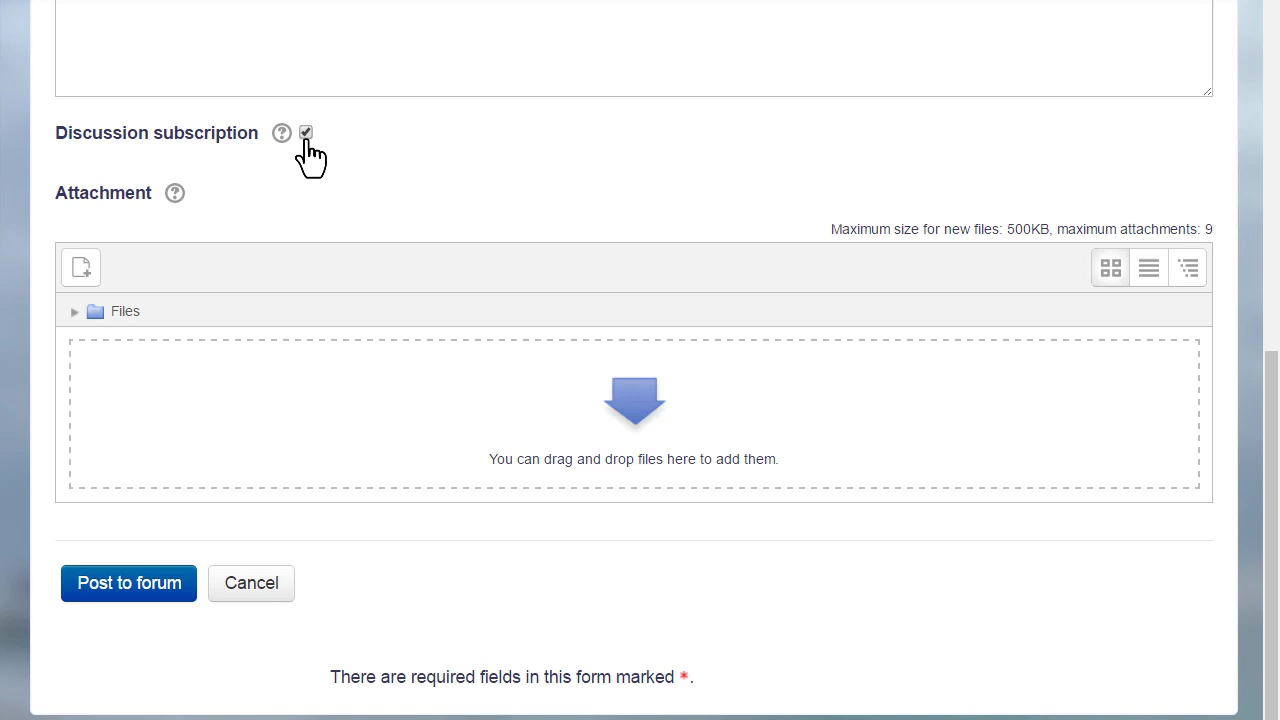 Discussion subscription
Attachment
Maximum size for new files: 500KB, maximum attachments: 9
Files
You can drag and drop files here to add them.
Post to forum
Cancel
There are required fields in this form marked *.